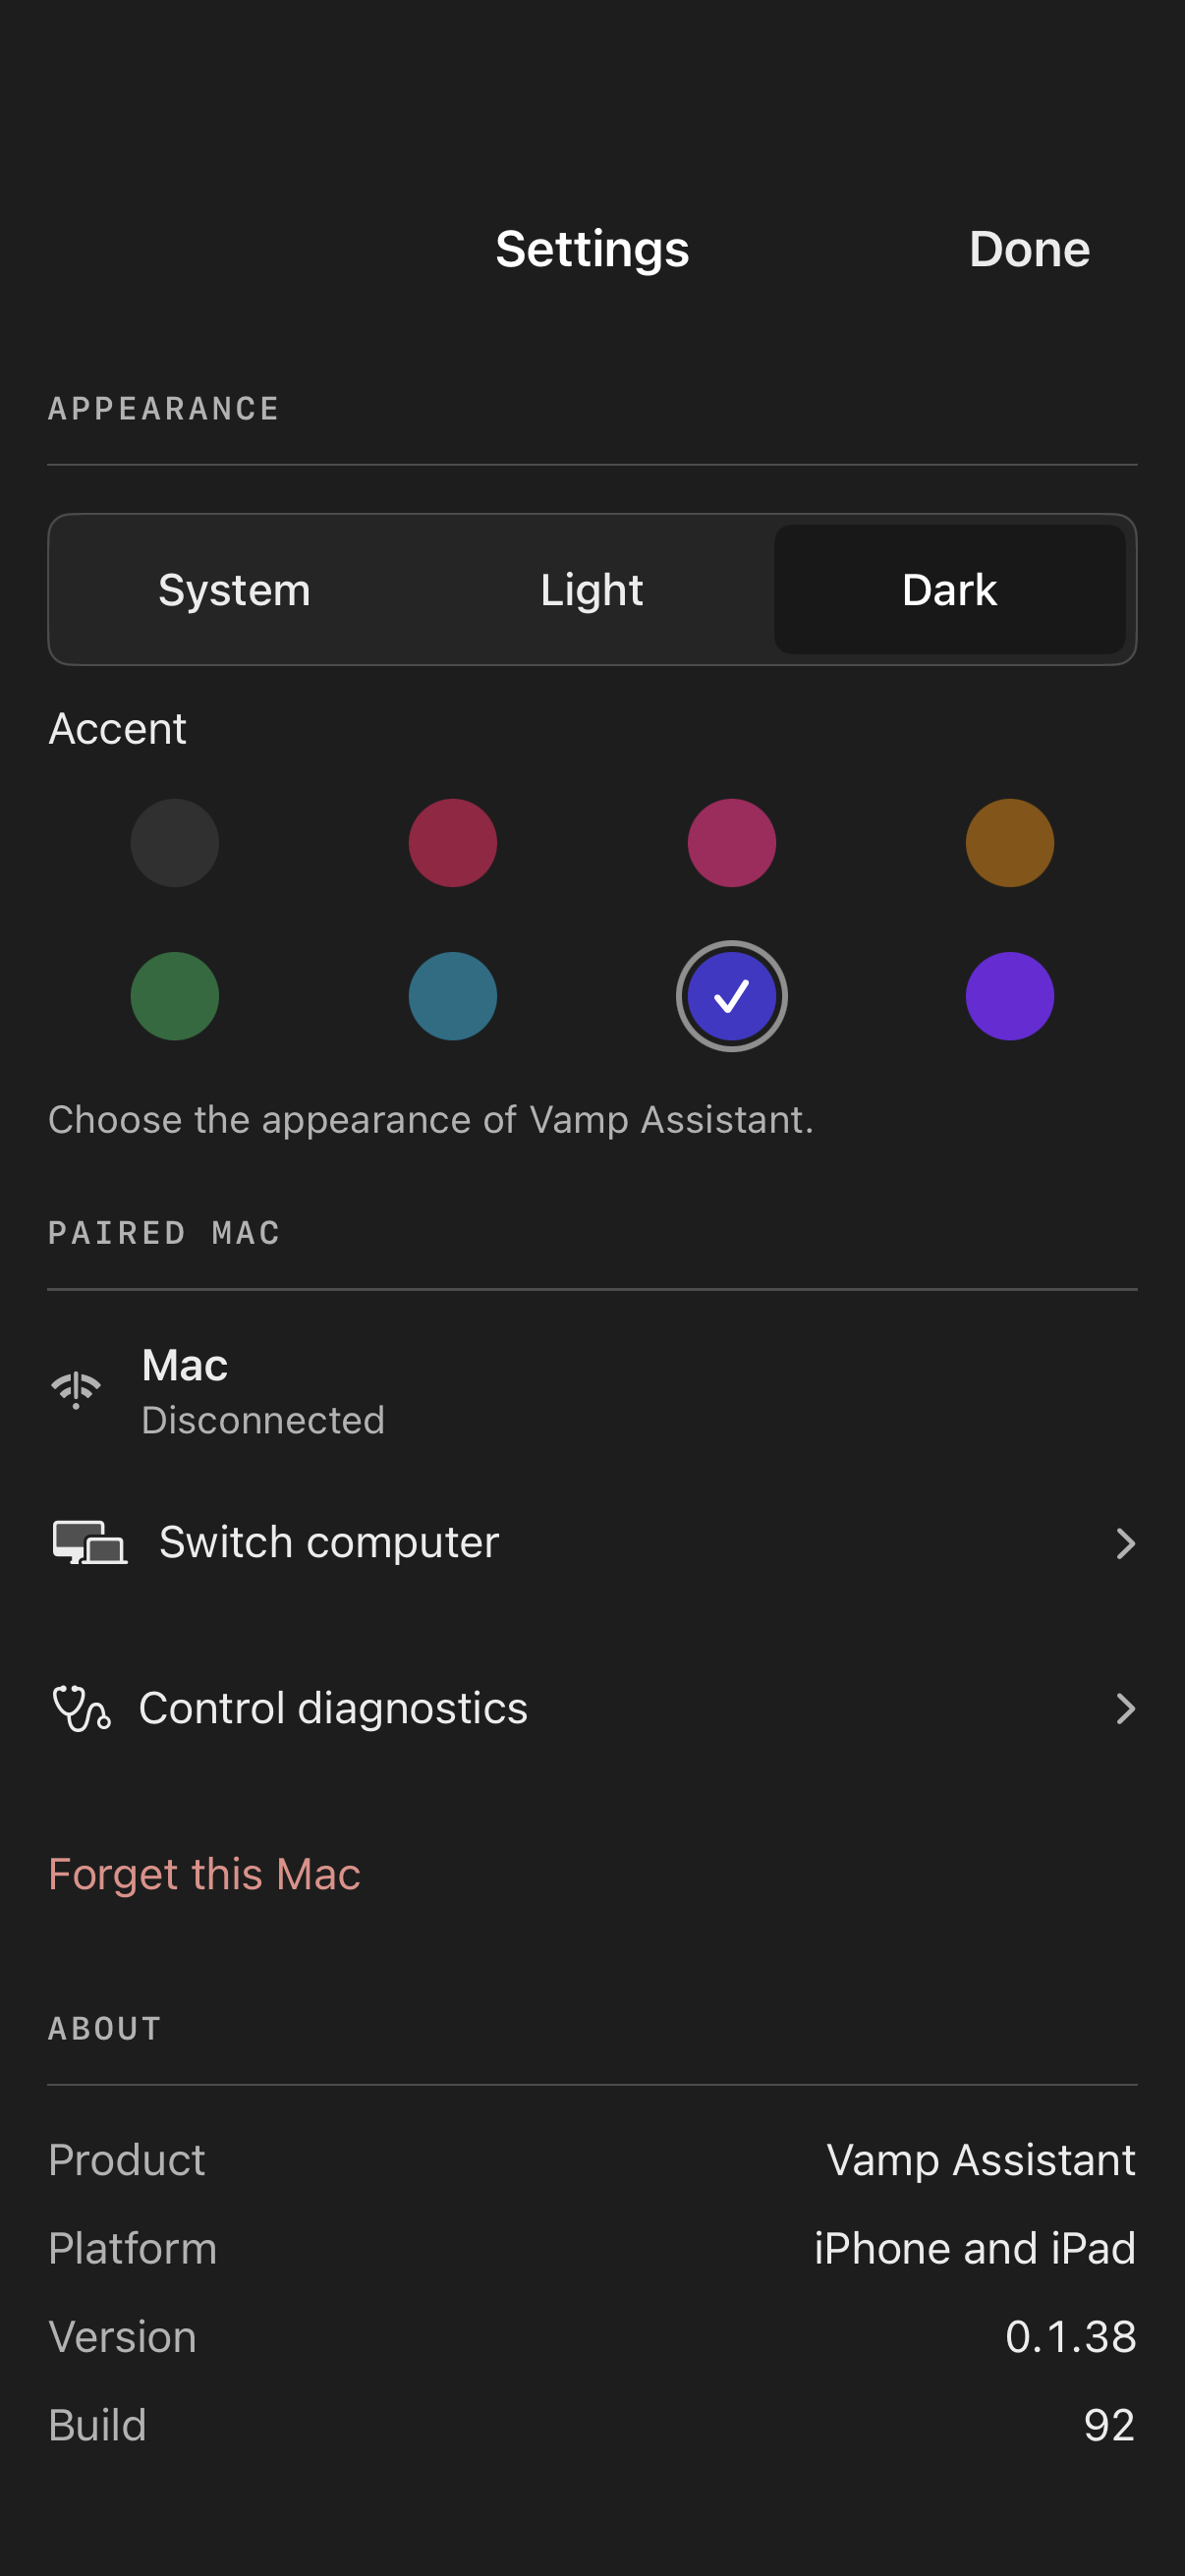 Settings
Done
APPEARANCE
System
Light
Dark
Accent
Choose the appearance of Vamp Assistant.
PAIRED MAC
Mac
Disconnected
Switch computer
Control diagnostics
Forget this Mac
ABOUT
Product
Vamp Assistant
Platform
iPhone and iPad
Version
0.1.38
Build
92